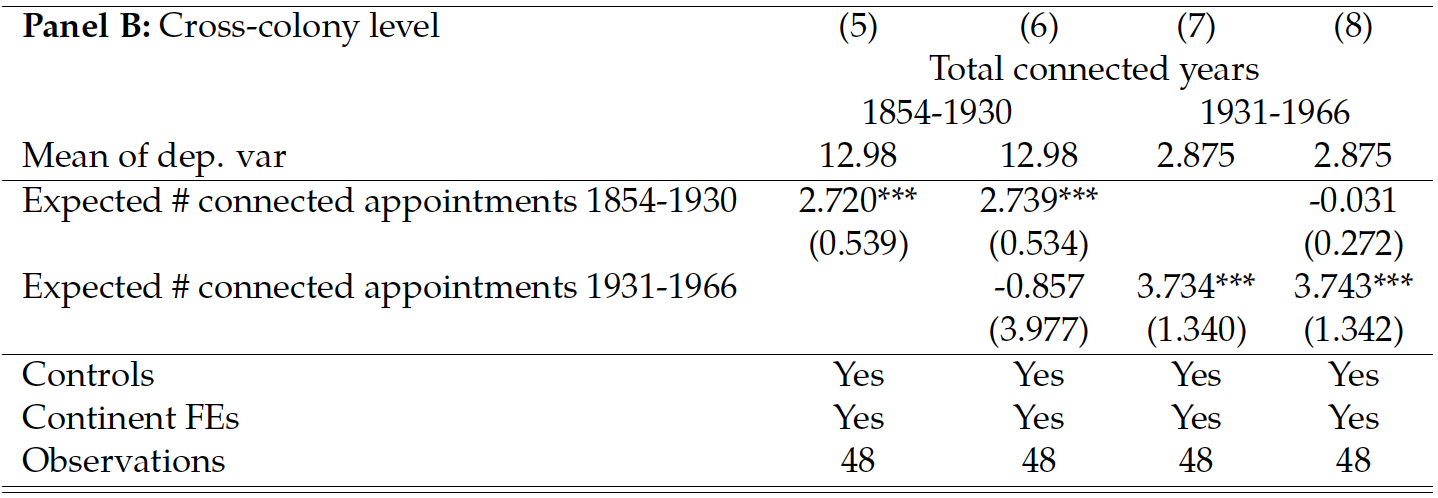 Panel B: Cross-colony level (5) (6) (7) (8)
Total connected years
1854-1930 1931-1966
Mean of dep. var 12.98 12.98 2.875 2.875
Expected # connected appointments 1854-1930 2.720*** 2.739*** -0.031
(0.539) (0.534) (0.272)
Expected # connected appointments 1931-1966 -0.857 3.734*** 3.743***
(3.977) (1.340) (1.342)
Controls Yes Yes Yes Yes
Continent FEs Yes Yes Yes Yes
Observations 48 48 48 48